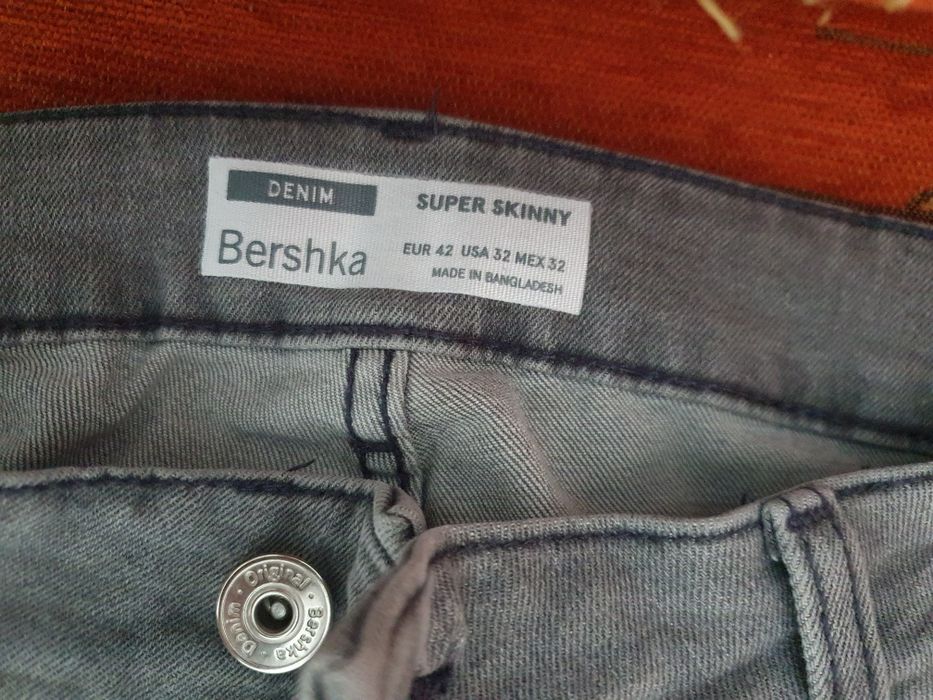 DENIM
Bershka
SUPER SKINNY
EUR 42 USA 32 MEX 32
MADE IN BANGLADESH
Original · Bershka · Denim ·